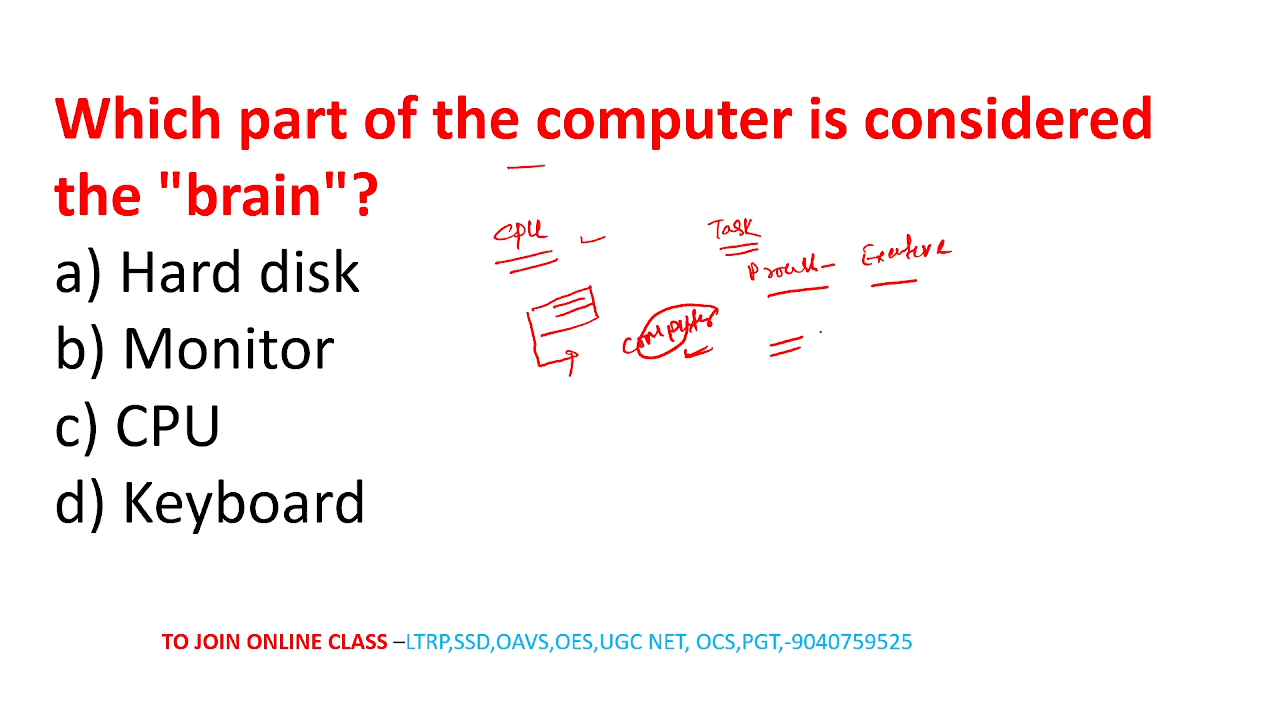 Which part of the computer is considered
the "brain"?
CPU
Task
Process
Executive
a) Hard disk
computer
b) Monitor
c) CPU
d) Keyboard
TO JOIN ONLINE CLASS –LTRP,SSD,OAVS,OES,UGC NET, OCS,PGT,-9040759525